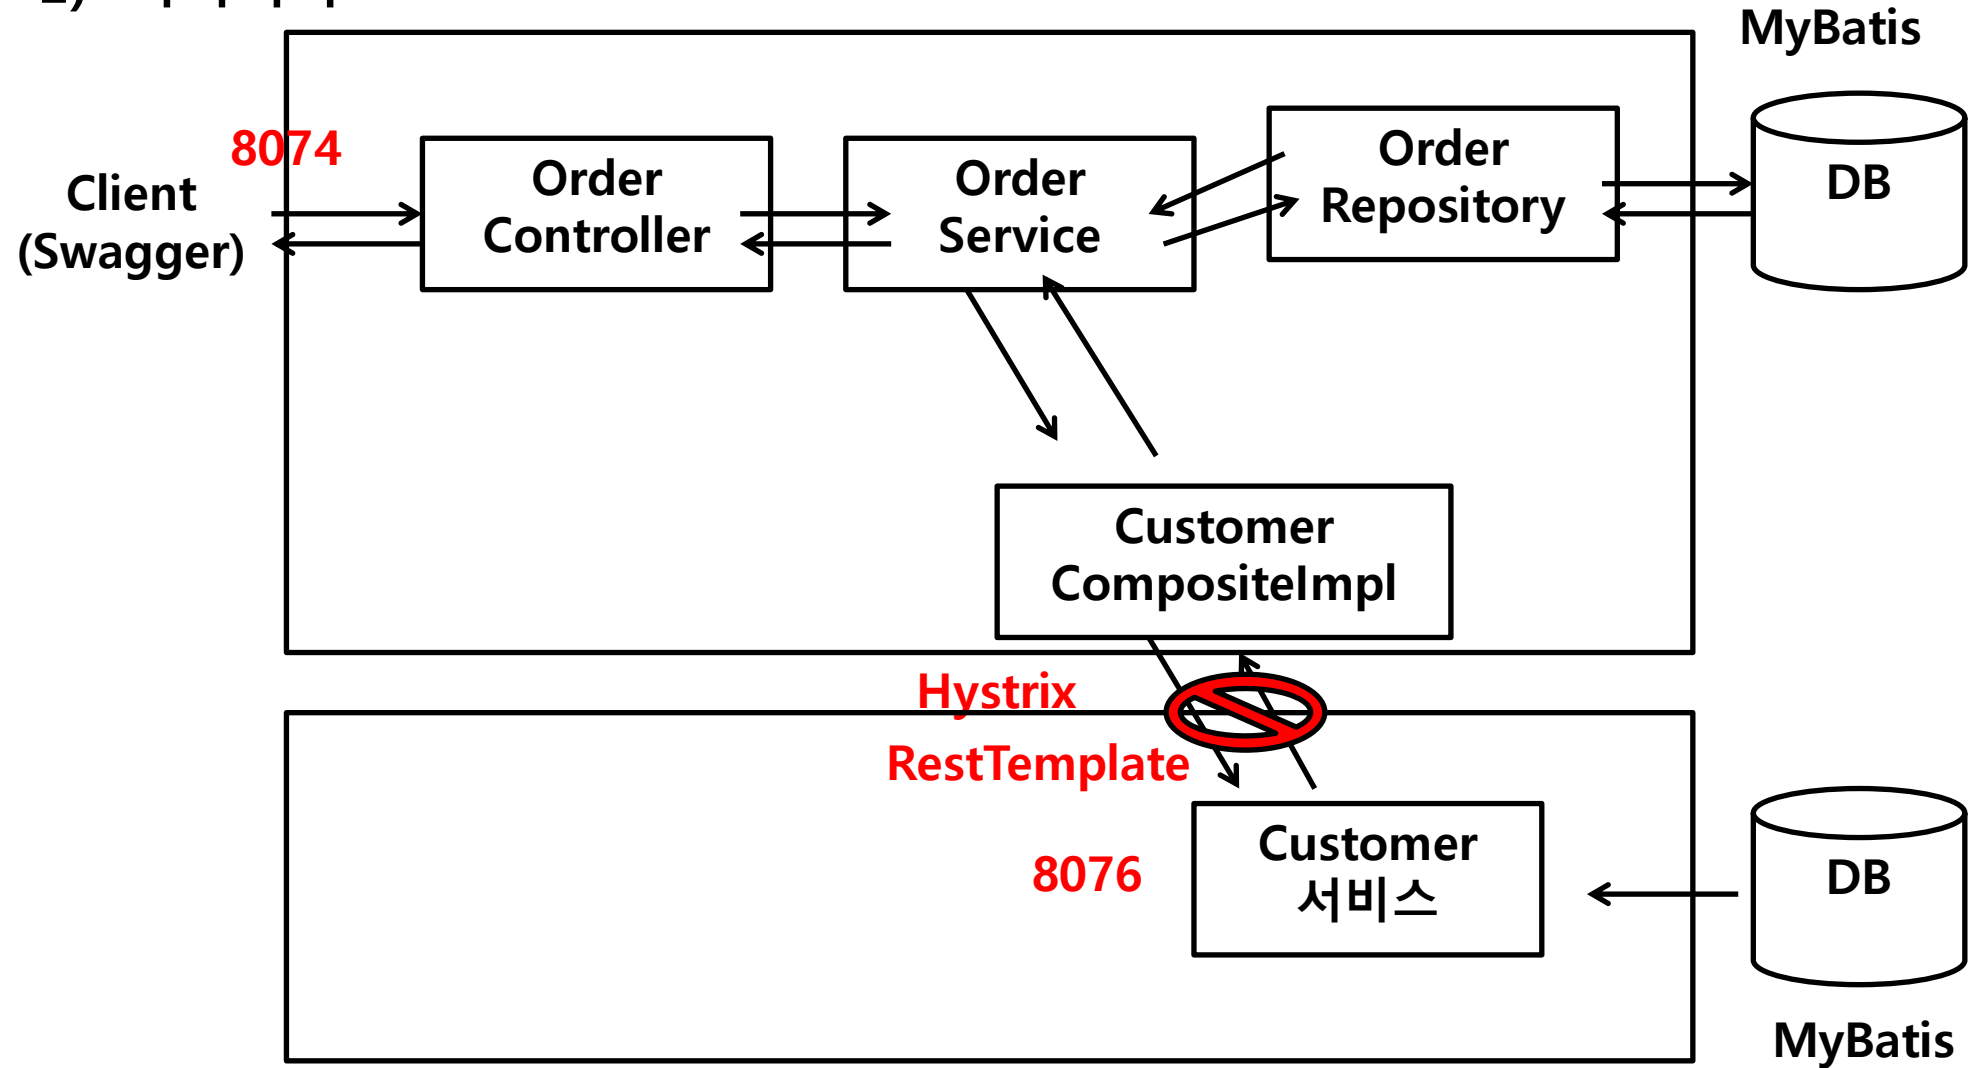 MyBatis
8074
Client
(Swagger)
Order
Controller
Order
Service
Order
Repository
DB
Customer
CompositeImpl
Hystrix
RestTemplate
8076
Customer
서비스
DB
MyBatis